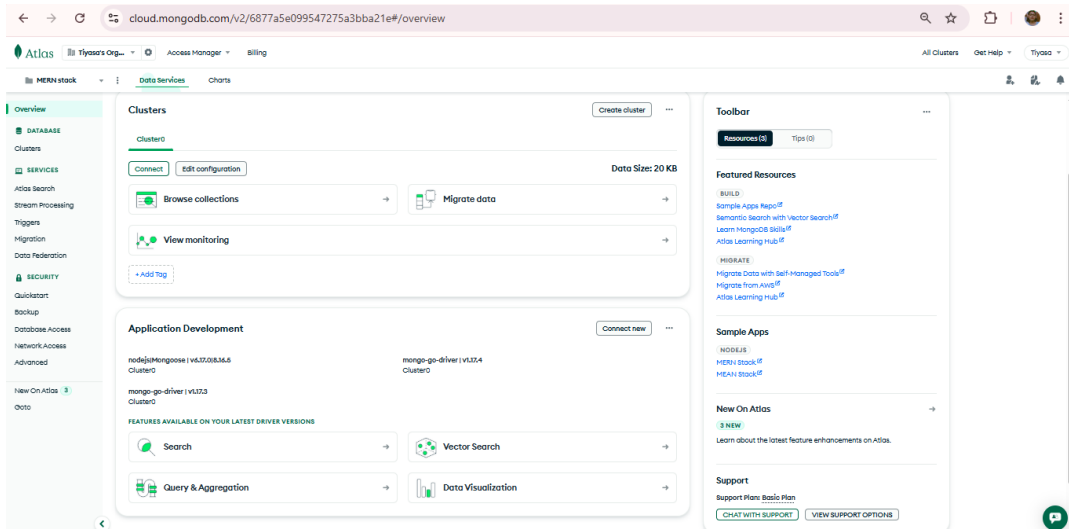 cloud.mongodb.com/v2/6877a5e099547275a3bba21e#/overview
Atlas
Tiyasa's Org...
Access Manager
Billing
All Clusters
Get Help
Tiyasa
MERN stack
Data Services
Charts
Overview
DATABASE
Clusters
SERVICES
Atlas Search
Stream Processing
Triggers
Migration
Data Federation
SECURITY
Quickstart
Backup
Database Access
Network Access
Advanced
New On Atlas 3
Goto
Clusters
Create cluster
Cluster0
Connect
Edit configuration
Data Size: 20 KB
Browse collections
Migrate data
View monitoring
+ Add Tag
Application Development
Connect new
nodejs|Mongoose | v6.17.0|8.16.5
Cluster0
mongo-go-driver | v1.17.4
Cluster0
mongo-go-driver | v1.17.3
Cluster0
FEATURES AVAILABLE ON YOUR LATEST DRIVER VERSIONS
Search
Vector Search
Query & Aggregation
Data Visualization
Toolbar
Resources (3)
Tips (0)
Featured Resources
BUILD
Sample Apps Repo
Semantic Search with Vector Search
Learn MongoDB Skills
Atlas Learning Hub
MIGRATE
Migrate Data with Self-Managed Tools
Migrate from AWS
Atlas Learning Hub
Sample Apps
NODEJS
MERN Stack
MEAN Stack
New On Atlas
3 NEW
Learn about the latest feature enhancements on Atlas.
Support
Support Plan: Basic Plan
CHAT WITH SUPPORT
VIEW SUPPORT OPTIONS